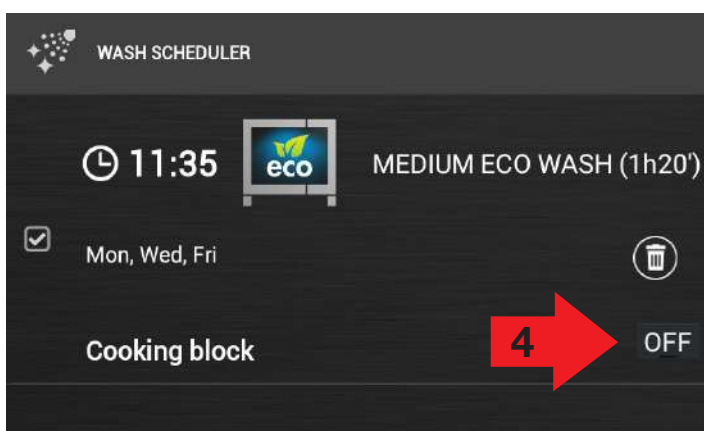 WASH SCHEDULER
11:35 eco MEDIUM ECO WASH (1h20')
Mon, Wed, Fri
Cooking block 4 OFF